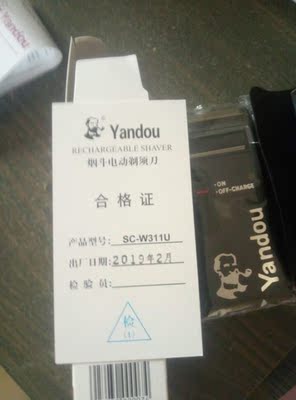 Yandou
Yandou
RECHARGEABLE SHAVER
烟斗电动剃须刀
合格证
产品型号: SC-W311U
出厂日期: 2019年2月
检验员:
检
(1)
ON
OFF-CHARGE
Yandou